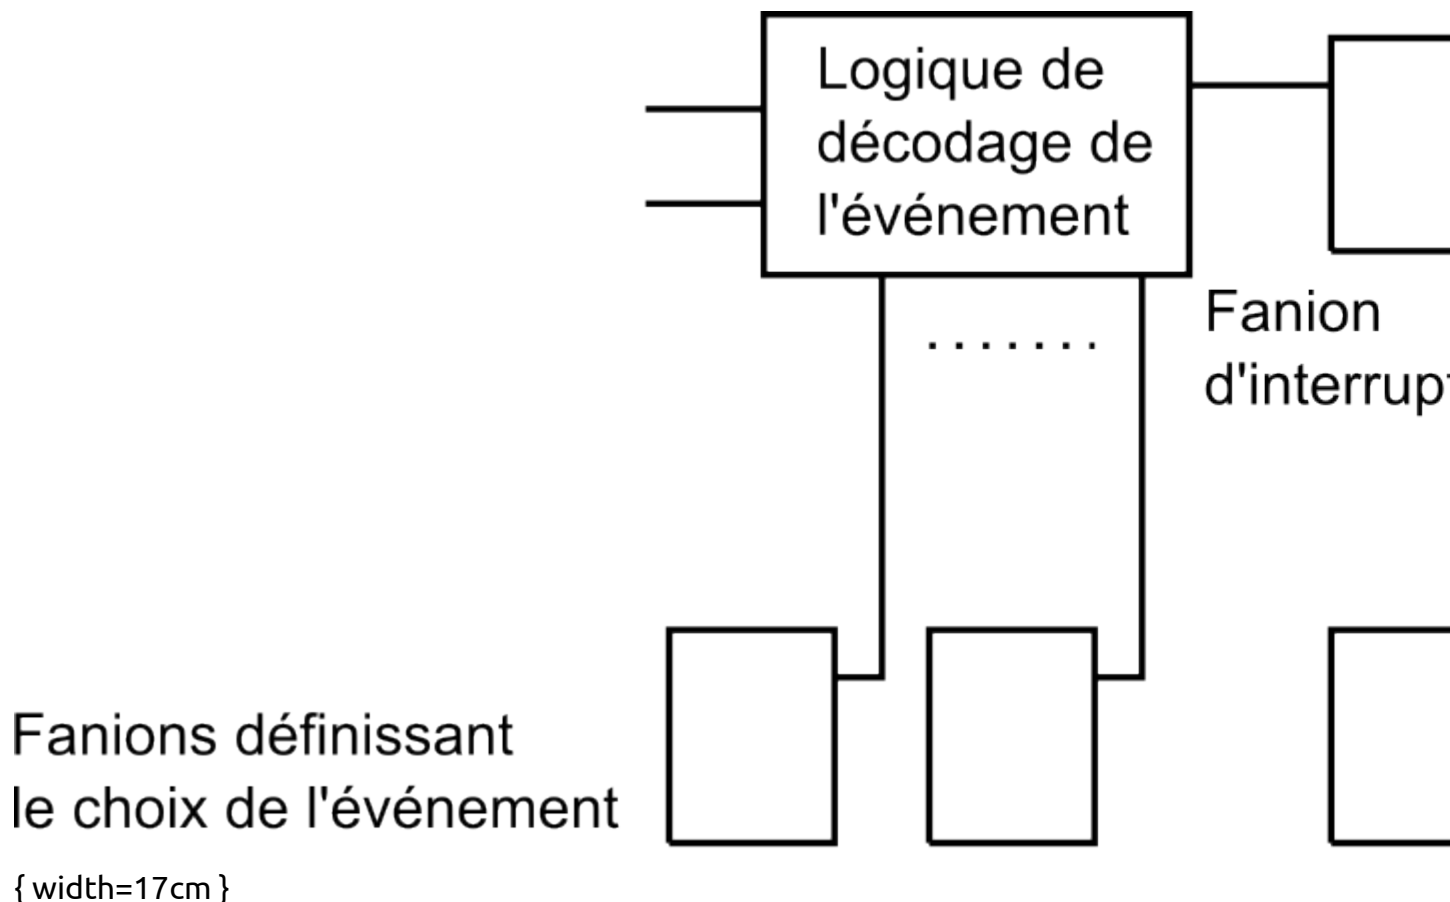 Logique de
décodage de
l'événement
Fanion
. . . . . . .
Fanions définissant
le choix de l'événement
{ width=17cm }